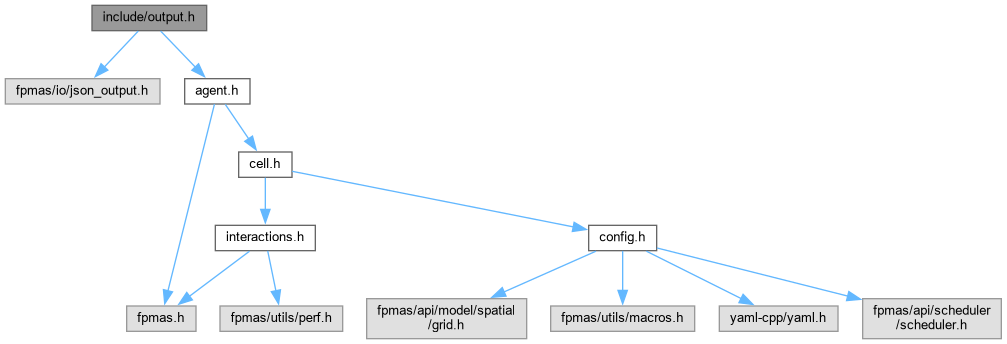 include/output.h
fpmas/io/json_output.h
agent.h
cell.h
interactions.h
config.h
fpmas.h
fpmas/utils/perf.h
fpmas/api/model/spatial
/grid.h
fpmas/utils/macros.h
yaml-cpp/yaml.h
fpmas/api/scheduler
/scheduler.h